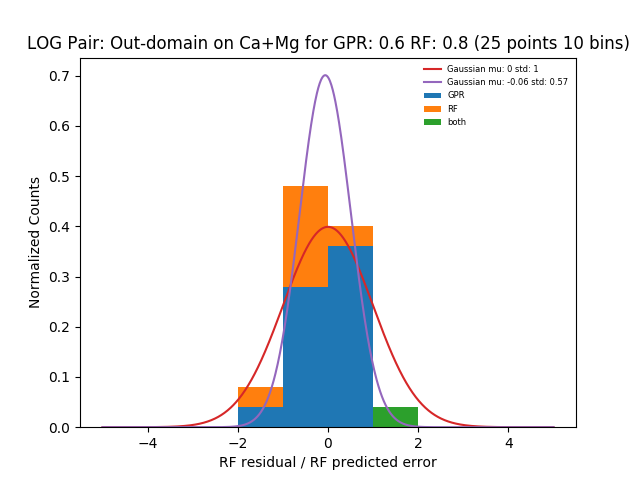 LOG Pair: Out-domain on Ca+Mg for GPR: 0.6 RF: 0.8 (25 points 10 bins)
Gaussian mu: 0 std: 1
Gaussian mu: -0.06 std: 0.57
GPR
RF
both
Normalized Counts
0.7
0.6
0.5
0.4
0.3
0.2
0.1
0.0
−4 −2 0 2 4
RF residual / RF predicted error